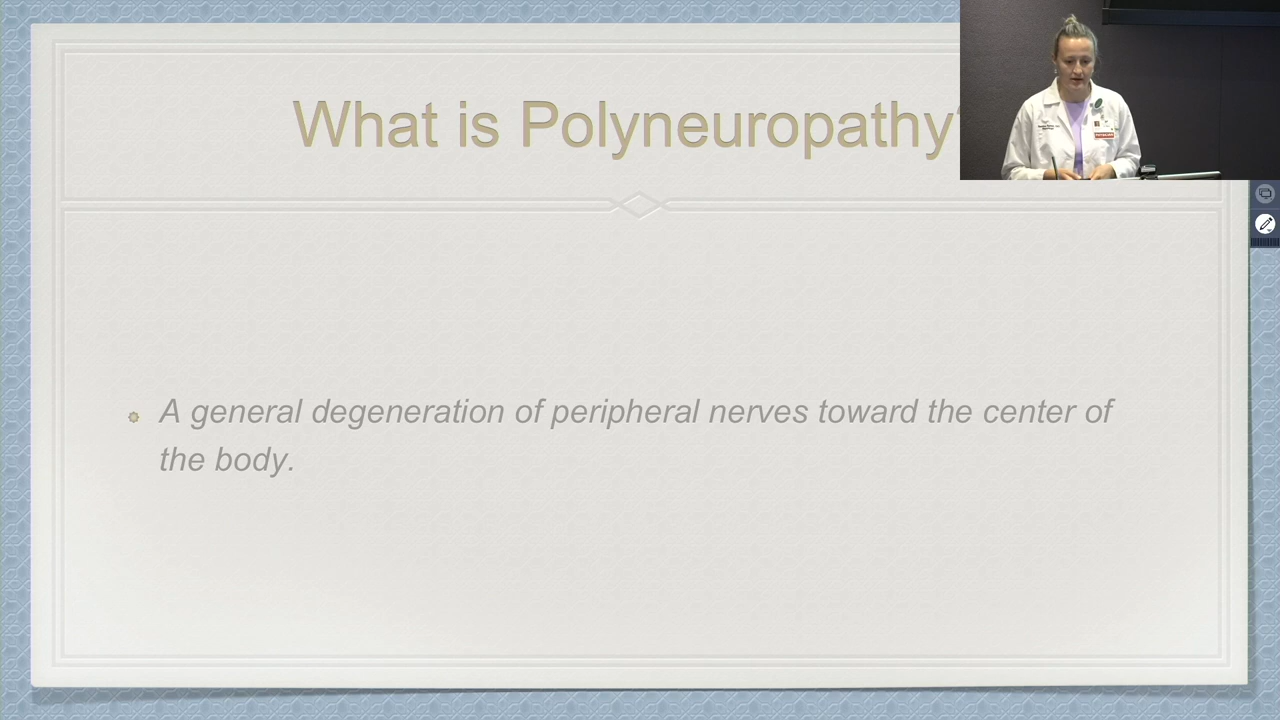 What is Polyneuropathy?
A general degeneration of peripheral nerves toward the center of
the body.